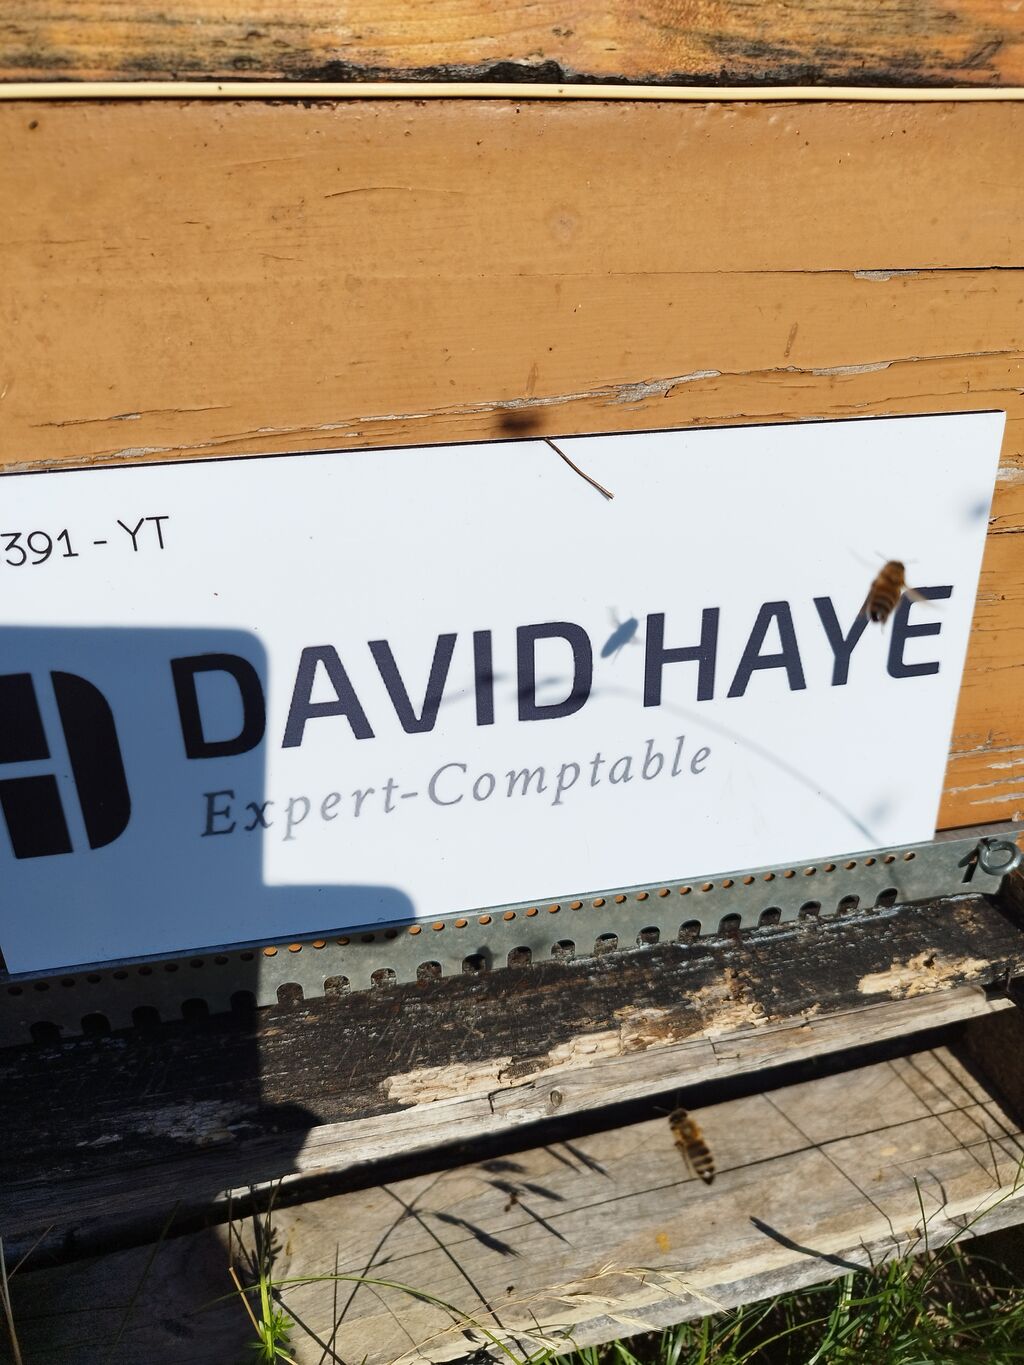 391 - YT
DAVID HAYE
Expert-Comptable